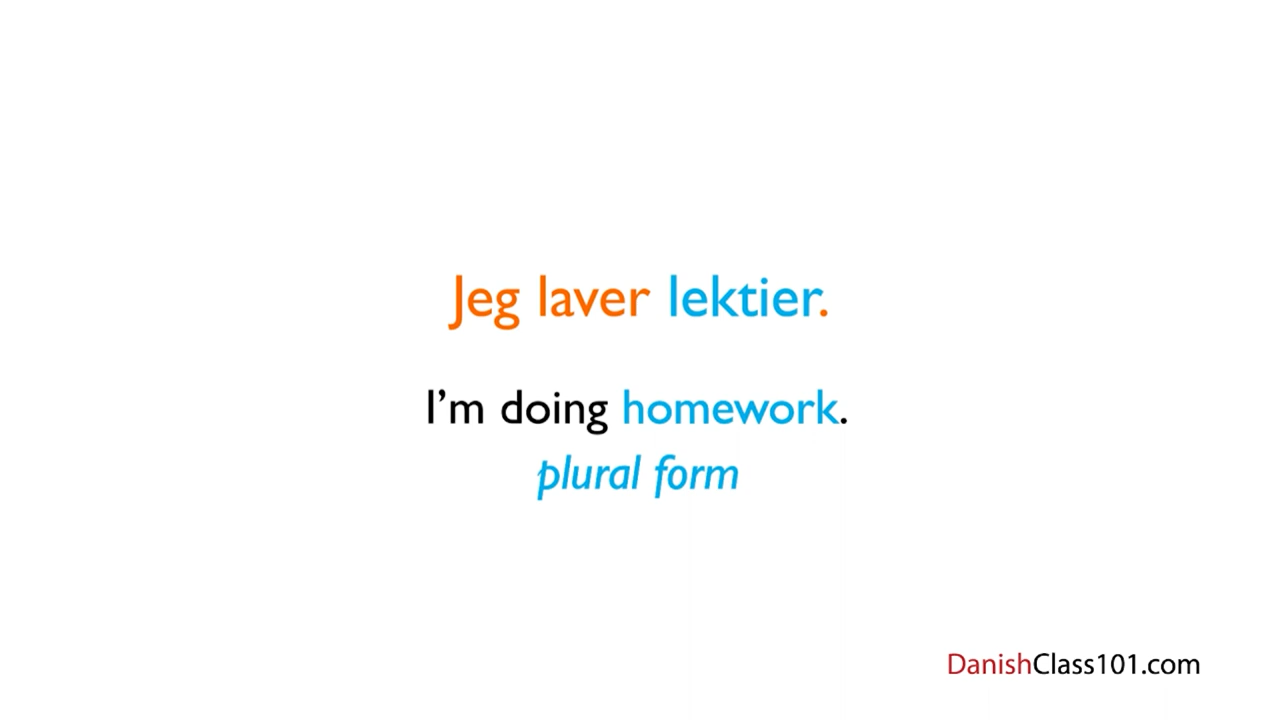 Jeg laver lektier.
I’m doing homework.
plural form
DanishClass101.com